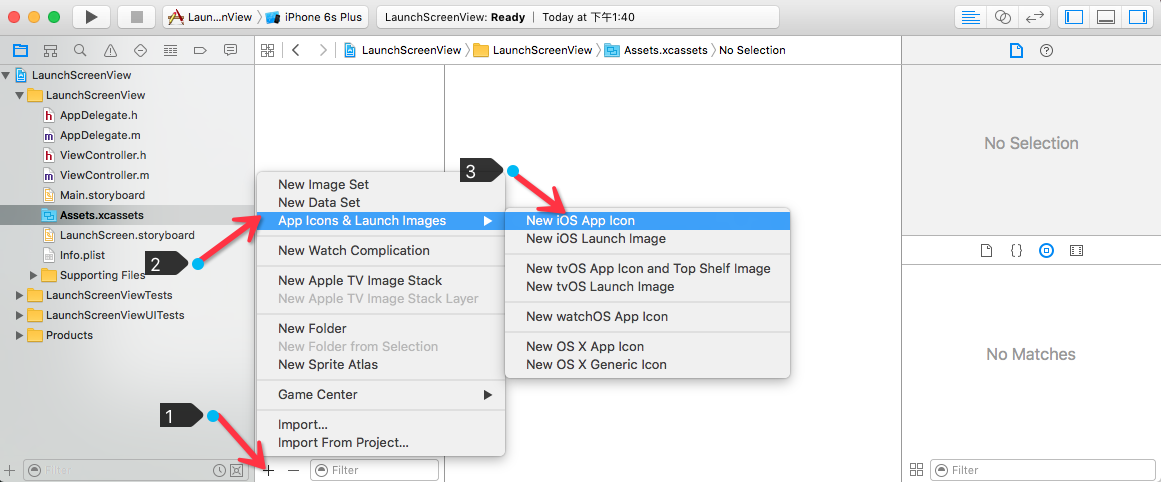 Laun...nView iPhone 6s Plus LaunchScreenView: Ready | Today at 下午1:40
LaunchScreenView LaunchScreenView Assets.xcassets No Selection
LaunchScreenView
LaunchScreenView
h AppDelegate.h
m AppDelegate.m
h ViewController.h
m ViewController.m
Main.storyboard
Assets.xcassets
LaunchScreen.storyboard
Info.plist
Supporting Files
LaunchScreenViewTests
LaunchScreenViewUITests
Products
Filter
1
2
3
New Image Set
New Data Set
App Icons & Launch Images
New Watch Complication
New Apple TV Image Stack
New Apple TV Image Stack Layer
New Folder
New Folder from Selection
New Sprite Atlas
Game Center
Import...
Import From Project...
Filter
New iOS App Icon
New iOS Launch Image
New tvOS App Icon and Top Shelf Image
New tvOS Launch Image
New watchOS App Icon
New OS X App Icon
New OS X Generic Icon
No Selection
{ }
No Matches
Filter